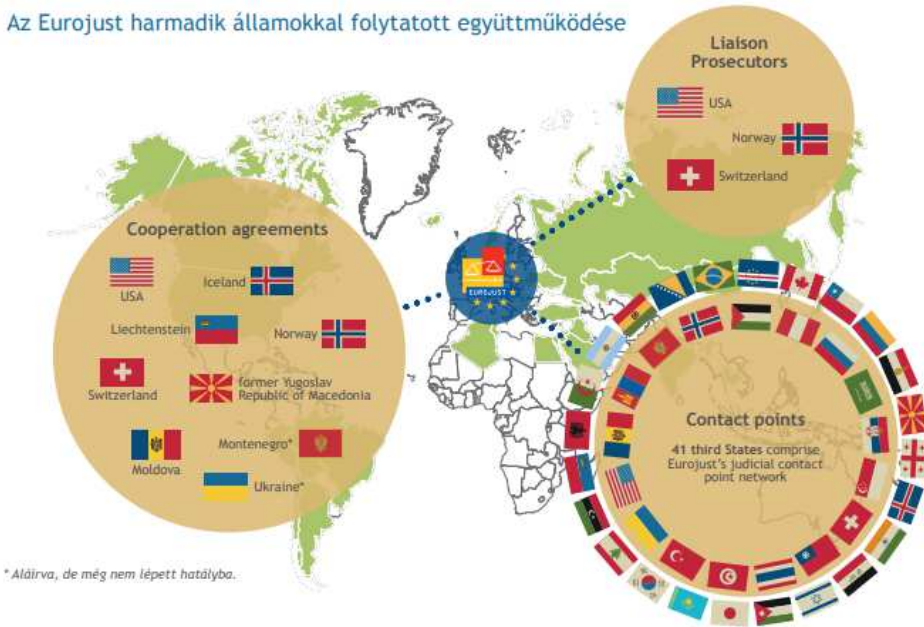 Az Eurojust harmadik államokkal folytatott együttműködése
Liaison
Prosecutors
USA
Norway
Switzerland
Cooperation agreements
USA
Iceland
Liechtenstein
Norway
Switzerland
former Yugoslav
Republic of Macedonia
Moldova
Montenegro*
Ukraine*
EUROJUST
Contact points
41 third States comprise
Eurojust's judicial contact
point network
* Aláírva, de még nem lépett hatályba.